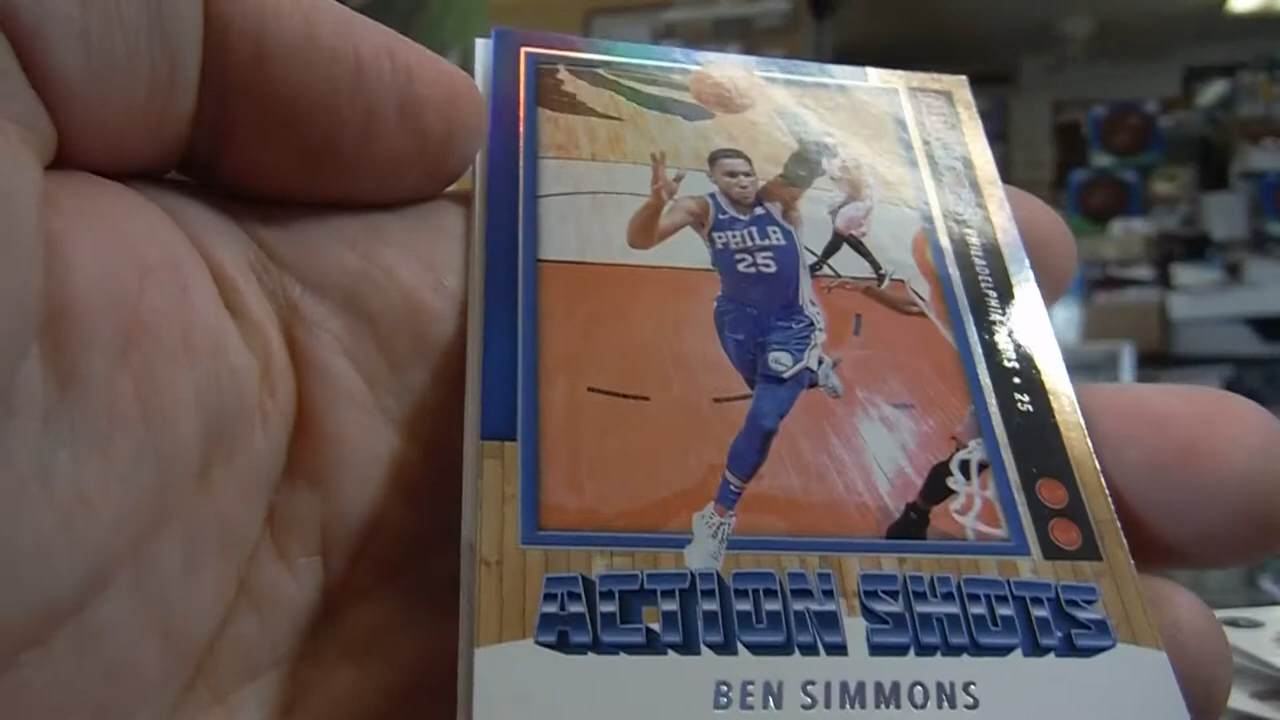 PHILA
25
PHILADELPHIA 76ERS • 25
ACTION SHOTS
BEN SIMMONS